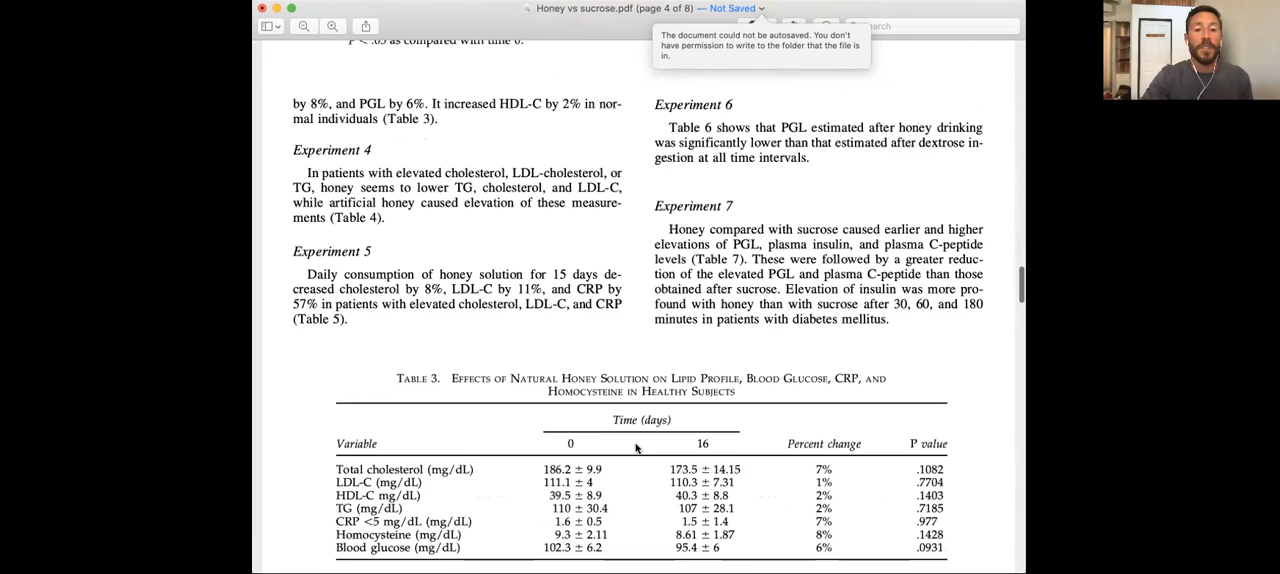 Honey vs sucrose.pdf (page 4 of 8) — Not Saved
The document could not be autosaved. You don't
have permission to write to the folder that the file is
in.
P < .05 as compared with time 0.
by 8%, and PGL by 6%. It increased HDL-C by 2% in nor-
mal individuals (Table 3).
Experiment 4
In patients with elevated cholesterol, LDL-cholesterol, or
TG, honey seems to lower TG, cholesterol, and LDL-C,
while artificial honey caused elevation of these measure-
ments (Table 4).
Experiment 5
Daily consumption of honey solution for 15 days de-
creased cholesterol by 8%, LDL-C by 11%, and CRP by
57% in patients with elevated cholesterol, LDL-C, and CRP
(Table 5).
Experiment 6
Table 6 shows that PGL estimated after honey drinking
was significantly lower than that estimated after dextrose in-
gestion at all time intervals.
Experiment 7
Honey compared with sucrose caused earlier and higher
elevations of PGL, plasma insulin, and plasma C-peptide
levels (Table 7). These were followed by a greater reduc-
tion of the elevated PGL and plasma C-peptide than those
obtained after sucrose. Elevation of insulin was more pro-
found with honey than with sucrose after 30, 60, and 180
minutes in patients with diabetes mellitus.
Table 3. Effects of Natural Honey Solution on Lipid Profile, Blood Glucose, CRP, and
Homocysteine in Healthy Subjects
Time (days)
Variable 0 16 Percent change P value
Total cholesterol (mg/dL) 186.2 ± 9.9 173.5 ± 14.15 7% .1082
LDL-C (mg/dL) 111.1 ± 4 110.3 ± 7.31 1% .7704
HDL-C mg/dL) 39.5 ± 8.9 40.3 ± 8.8 2% .1403
TG (mg/dL) 110 ± 30.4 107 ± 28.1 2% .7185
CRP <5 mg/dL (mg/dL) 1.6 ± 0.5 1.5 ± 1.4 7% .977
Homocysteine (mg/dL) 9.3 ± 2.11 8.61 ± 1.87 8% .1428
Blood glucose (mg/dL) 102.3 ± 6.2 95.4 ± 6 6% .0931